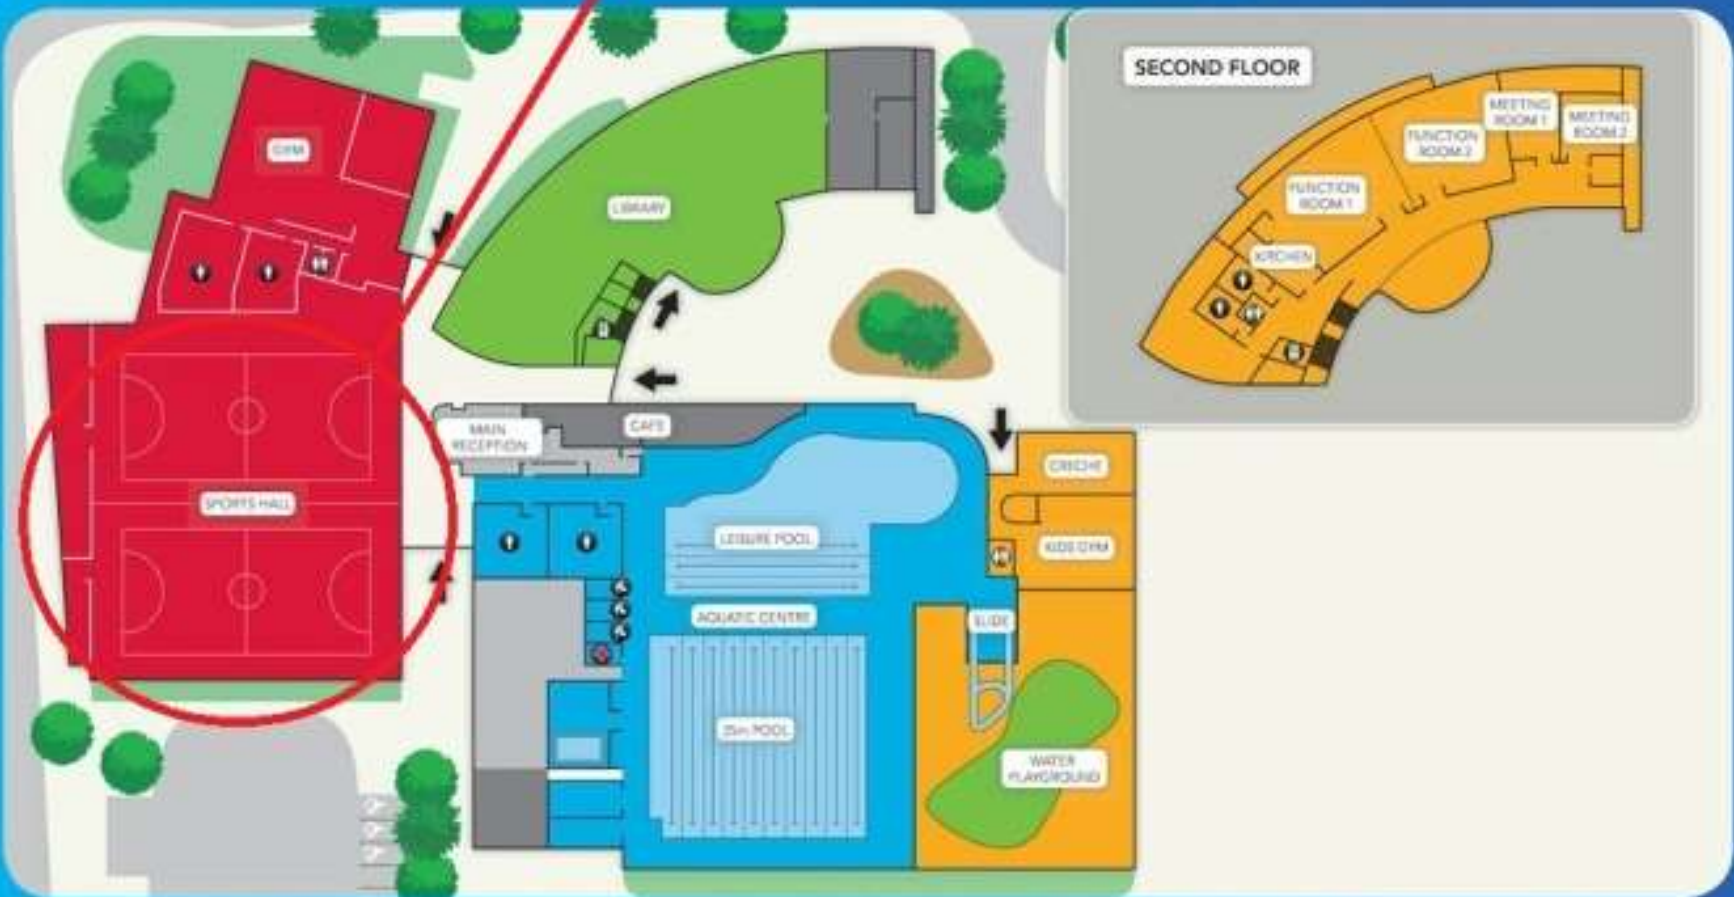 SECOND FLOOR
MEETING
ROOM 1
MEETING
ROOM 2
FUNCTION
ROOM 2
FUNCTION
ROOM 1
KITCHEN
GYM
LIBRARY
MAIN
RECEPTION
CAFE
CRECHE
SPORTS HALL
LEISURE POOL
KIDS GYM
AQUATIC CENTRE
SLIDE
25m POOL
WATER
PLAYGROUND